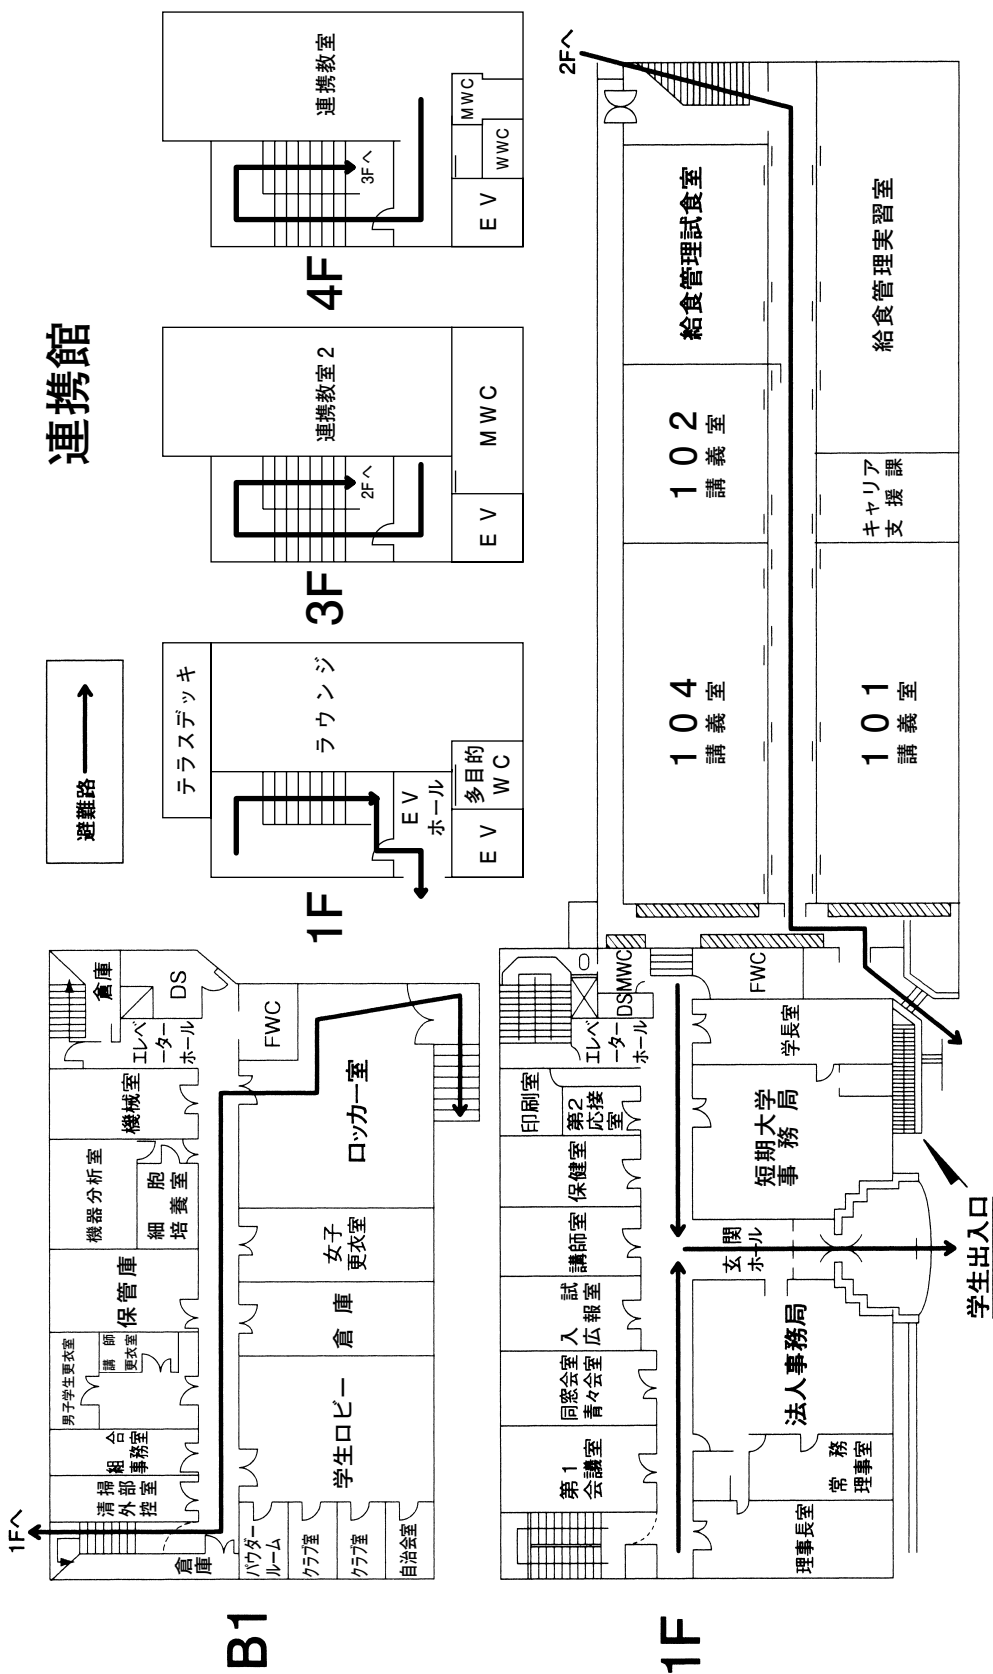 連携館
避難路
4F
連携教室
3Fへ
MWC
WWC
EV
3F
連携教室2
2Fへ
MWC
EV
1F
テラスデッキ
ラウンジ
EV
ホール
多目的
WC
EV
B1
1Fへ
倉庫
DS
エレベ
ーター
ホール
FWC
機械室
機器分析室
細胞
培養室
保管庫
講師
更衣室
男子学生更衣室
組合
事務室
清掃
外部
控室
倉庫
ロッカー室
女子
更衣室
倉庫
学生ロビー
パウダー
ルーム
クラブ室
クラブ室
自治会室
1F
2Fへ
給食管理試食室
給食管理実習室
102
講義室
キャリア
支援課
104
講義室
101
講義室
MWC
DS
エレベ
ーター
ホール
FWC
学長室
印刷室
第2
応接
室
短期大学
事務局
保健室
講師室
玄関
ホール
入試
広報室
同窓会室
青々会室
法人事務局
第1
会議室
常務
理事室
理事長室
学生出入口